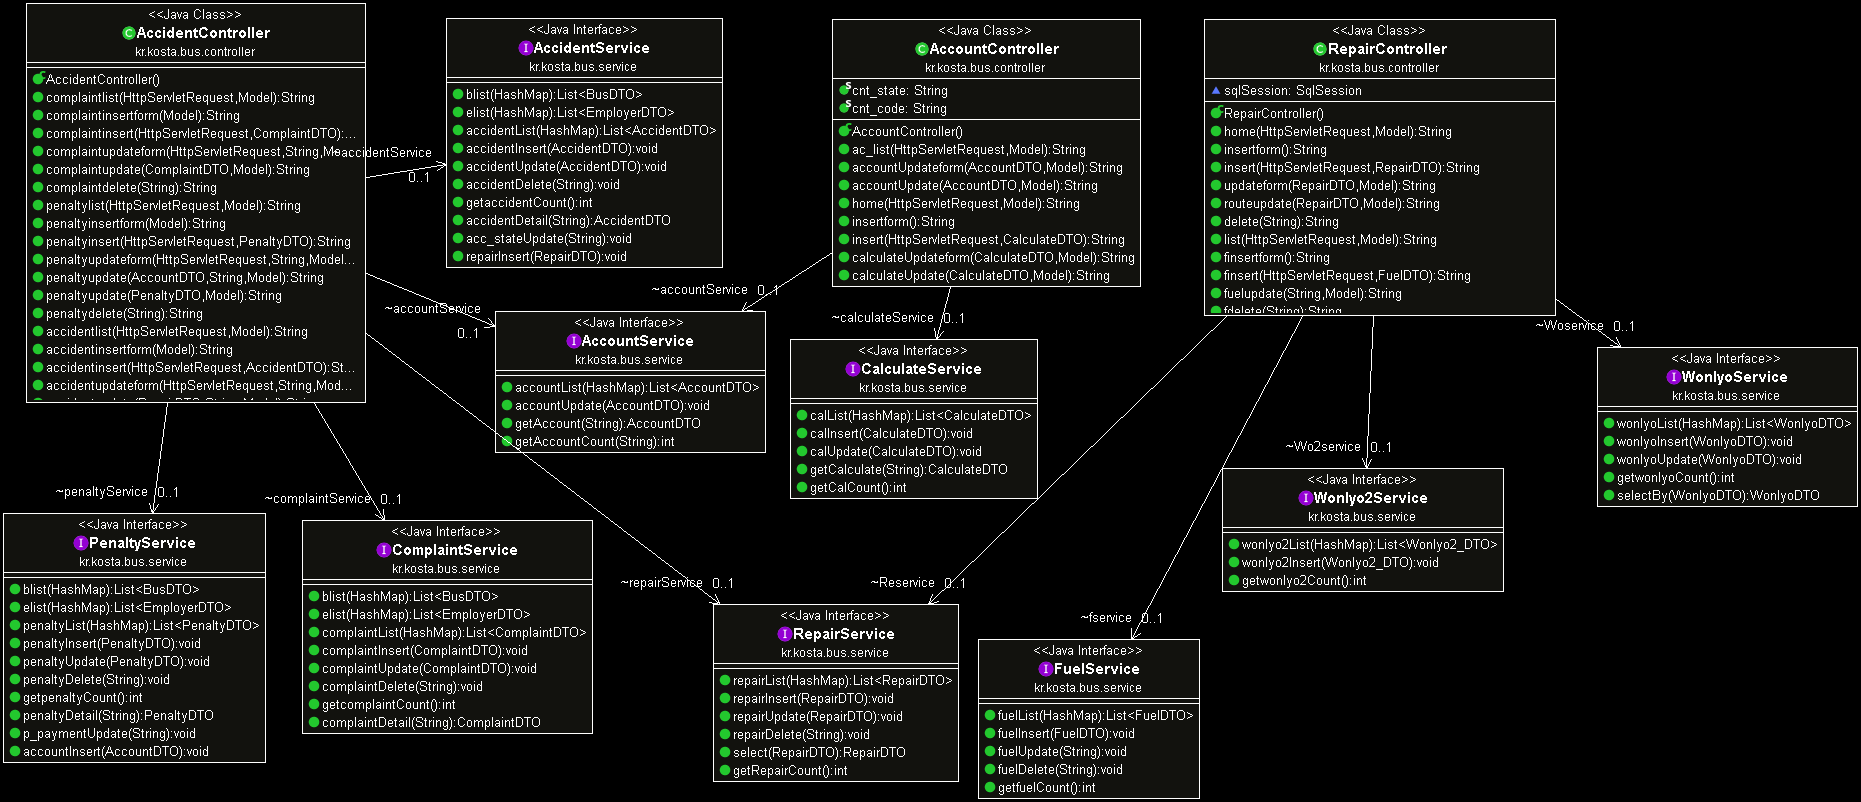 <<Java Class>>
AccidentController
kr.kosta.bus.controller
AccidentController()
complaintlist(HttpServletRequest,Model):String
complaintinsertform(Model):String
complaintinsert(HttpServletRequest,ComplaintDTO):...
complaintupdateform(HttpServletRequest,String,Mo
complaintupdate(ComplaintDTO,Model):String
complaintdelete(String):String
penaltylist(HttpServletRequest,Model):String
penaltyinsertform(Model):String
penaltyinsert(HttpServletRequest,PenaltyDTO):String
penaltyupdateform(HttpServletRequest,String,Model...
penaltyupdate(AccountDTO,String,Model):String
penaltyupdate(PenaltyDTO,Model):String
penaltydelete(String):String
accidentlist(HttpServletRequest,Model):String
accidentinsertform(Model):String
accidentinsert(HttpServletRequest,AccidentDTO):St...
accidentupdateform(HttpServletRequest,String,Mod...
~accidentService
0..1
<<Java Interface>>
AccidentService
kr.kosta.bus.service
blist(HashMap):List<BusDTO>
elist(HashMap):List<EmployerDTO>
accidentList(HashMap):List<AccidentDTO>
accidentInsert(AccidentDTO):void
accidentUpdate(AccidentDTO):void
accidentDelete(String):void
getaccidentCount():int
accidentDetail(String):AccidentDTO
acc_stateUpdate(String):void
repairInsert(RepairDTO):void
<<Java Class>>
AccountController
kr.kosta.bus.controller
cnt_state: String
cnt_code: String
AccountController()
ac_list(HttpServletRequest,Model):String
accountUpdateform(AccountDTO,Model):String
accountUpdate(AccountDTO,Model):String
home(HttpServletRequest,Model):String
insertform():String
insert(HttpServletRequest,CalculateDTO):String
calculateUpdateform(CalculateDTO,Model):String
calculateUpdate(CalculateDTO,Model):String
<<Java Class>>
RepairController
kr.kosta.bus.controller
sqlSession: SqlSession
RepairController()
home(HttpServletRequest,Model):String
insertform():String
insert(HttpServletRequest,RepairDTO):String
updateform(RepairDTO,Model):String
routeupdate(RepairDTO,Model):String
delete(String):String
list(HttpServletRequest,Model):String
finsertform():String
finsert(HttpServletRequest,FuelDTO):String
fuelupdate(String,Model):String
fdelete(String):String
~accountService
0..1
~accountService 0..1
~calculateService 0..1
~Woservice 0..1
<<Java Interface>>
AccountService
kr.kosta.bus.service
accountList(HashMap):List<AccountDTO>
accountUpdate(AccountDTO):void
getAccount(String):AccountDTO
getAccountCount(String):int
<<Java Interface>>
CalculateService
kr.kosta.bus.service
calList(HashMap):List<CalculateDTO>
calInsert(CalculateDTO):void
calUpdate(CalculateDTO):void
getCalculate(String):CalculateDTO
getCalCount():int
<<Java Interface>>
WonlyoService
kr.kosta.bus.service
wonlyoList(HashMap):List<WonlyoDTO>
wonlyoInsert(WonlyoDTO):void
wonlyoUpdate(WonlyoDTO):void
getwonlyoCount():int
selectBy(WonlyoDTO):WonlyoDTO
~Wo2service 0..1
<<Java Interface>>
Wonlyo2Service
kr.kosta.bus.service
wonlyo2List(HashMap):List<Wonlyo2_DTO>
wonlyo2Insert(Wonlyo2_DTO):void
getwonlyo2Count():int
~penaltyService 0..1
~complaintService 0..1
<<Java Interface>>
PenaltyService
kr.kosta.bus.service
blist(HashMap):List<BusDTO>
elist(HashMap):List<EmployerDTO>
penaltyList(HashMap):List<PenaltyDTO>
penaltyInsert(PenaltyDTO):void
penaltyUpdate(PenaltyDTO):void
penaltyDelete(String):void
getpenaltyCount():int
penaltyDetail(String):PenaltyDTO
p_paymentUpdate(String):void
accountInsert(AccountDTO):void
<<Java Interface>>
ComplaintService
kr.kosta.bus.service
blist(HashMap):List<BusDTO>
elist(HashMap):List<EmployerDTO>
complaintList(HashMap):List<ComplaintDTO>
complaintInsert(ComplaintDTO):void
complaintUpdate(ComplaintDTO):void
complaintDelete(String):void
getcomplaintCount():int
complaintDetail(String):ComplaintDTO
~repairService 0..1
~Reservice 0..1
<<Java Interface>>
RepairService
kr.kosta.bus.service
repairList(HashMap):List<RepairDTO>
repairInsert(RepairDTO):void
repairUpdate(RepairDTO):void
repairDelete(String):void
select(RepairDTO):RepairDTO
getRepairCount():int
~fservice 0..1
<<Java Interface>>
FuelService
kr.kosta.bus.service
fuelList(HashMap):List<FuelDTO>
fuelInsert(FuelDTO):void
fuelUpdate(String):void
fuelDelete(String):void
getfuelCount():int